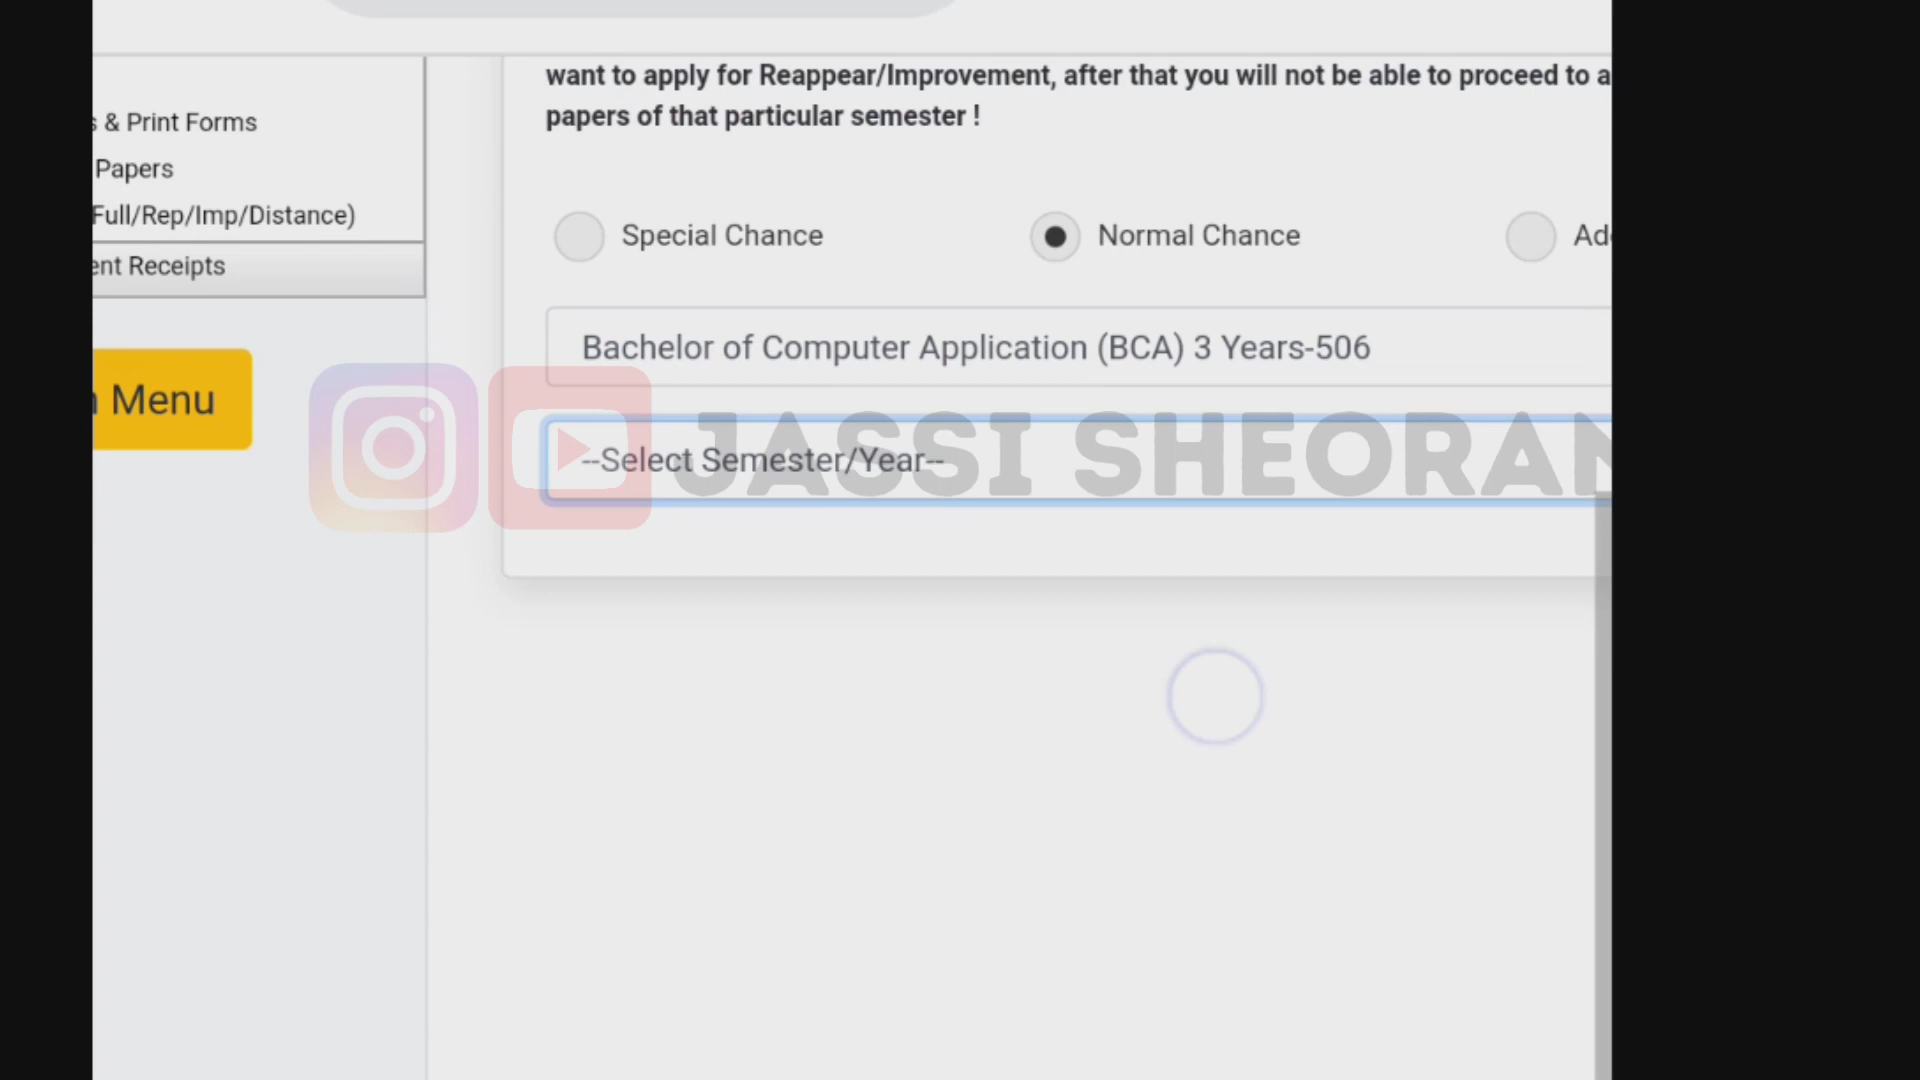 want to apply for Reappear/Improvement, after that you will not be able to proceed to a
papers of that particular semester !
& Print Forms
Papers
Full/Rep/Imp/Distance)
Receipts
Menu
Special Chance
Normal Chance
Bachelor of Computer Application (BCA) 3 Years-506
--Select Semester/Year--
JASSI SHEORAN